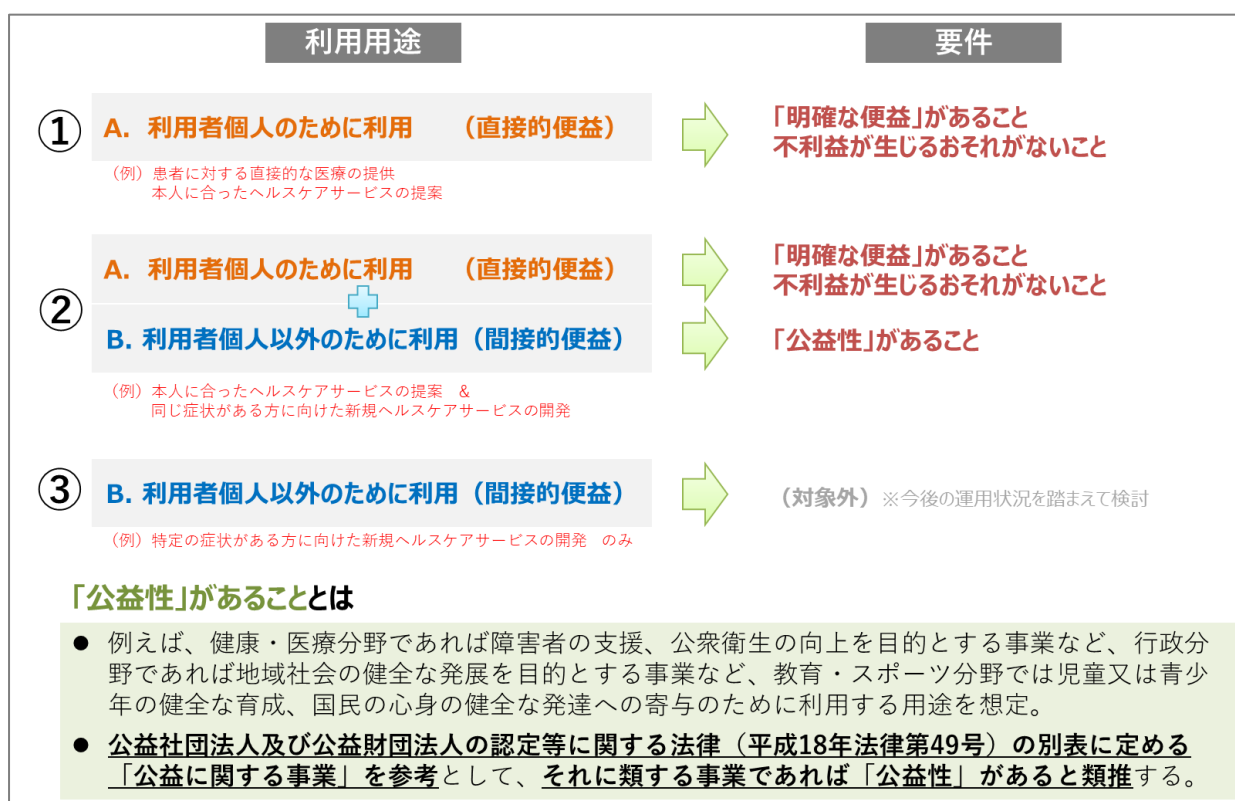 利用用途
要件
① A. 利用者個人のために利用 （直接的便益）
「明確な便益」があること
不利益が生じるおそれがないこと
（例）患者に対する直接的な医療の提供
本人に合ったヘルスケアサービスの提案
② A. 利用者個人のために利用 （直接的便益）
「明確な便益」があること
不利益が生じるおそれがないこと
B. 利用者個人以外のために利用（間接的便益）
「公益性」があること
（例）本人に合ったヘルスケアサービスの提案 &
同じ症状がある方に向けた新規ヘルスケアサービスの開発
③ B. 利用者個人以外のために利用（間接的便益）
（対象外）※今後の運用状況を踏まえて検討
（例）特定の症状がある方に向けた新規ヘルスケアサービスの開発 のみ
「公益性」があることとは
● 例えば、健康・医療分野であれば障害者の支援、公衆衛生の向上を目的とする事業など、行政分
野であれば地域社会の健全な発展を目的とする事業など、教育・スポーツ分野では児童又は青少
年の健全な育成、国民の心身の健全な発達への寄与のために利用する用途を想定。
● 公益社団法人及び公益財団法人の認定等に関する法律（平成18年法律第49号）の別表に定める
「公益に関する事業」を参考として、それに類する事業であれば「公益性」があると類推する。